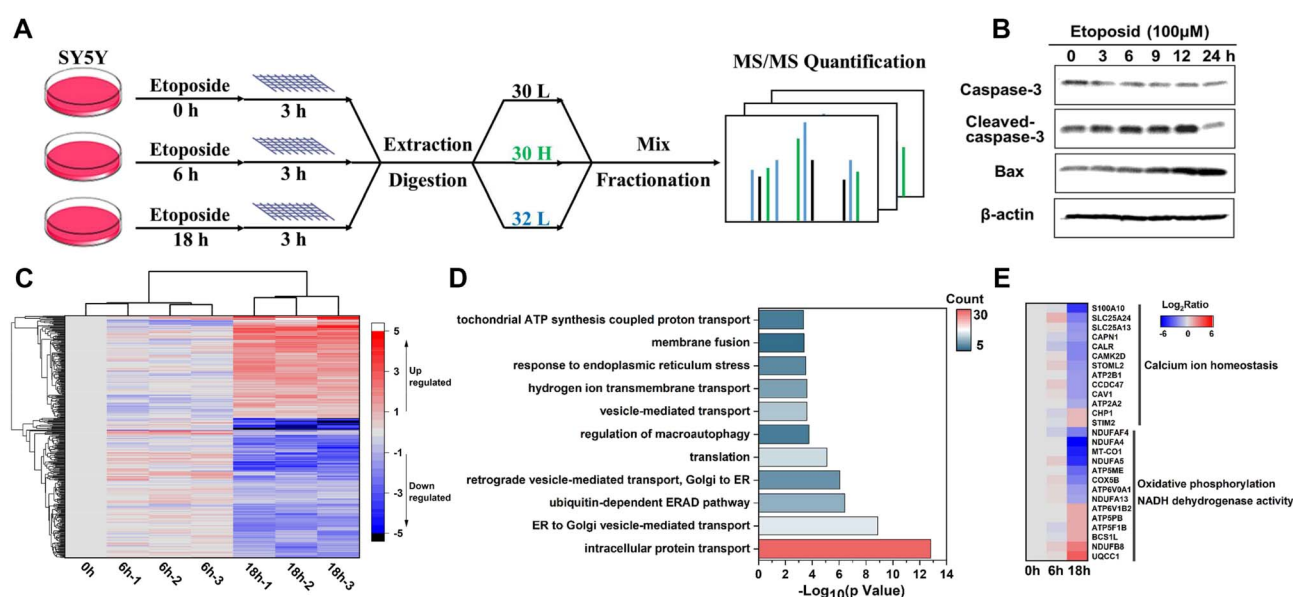 A
SY5Y
Etoposide
0 h
3 h
Etoposide
6 h
3 h
Etoposide
18 h
3 h
Extraction
Digestion
30 L
30 H
32 L
Mix
Fractionation
MS/MS Quantification
B
Etoposid (100μM)
0 3 6 9 12 24 h
Caspase-3
Cleaved-
caspase-3
Bax
β-actin
C
5
3
1
-1
-3
-5
Up
regulated
Down
regulated
0h
6h-1
6h-2
6h-3
18h-1
18h-2
18h-3
D
Count
30
5
tochondrial ATP synthesis coupled proton transport
membrane fusion
response to endoplasmic reticulum stress
hydrogen ion transmembrane transport
vesicle-mediated transport
regulation of macroautophagy
translation
retrograde vesicle-mediated transport, Golgi to ER
ubiquitin-dependent ERAD pathway
ER to Golgi vesicle-mediated transport
intracellular protein transport
0 2 4 6 8 10 12 14
-Log10(p Value)
E
Log2Ratio
-6 0 6
S100A10
SLC25A24
SLC25A13
CAPN1
CALR
CAMK2D
STOML2
ATP2B1
CCDC47
CAV1
ATP2A2
CHP1
STIM2
NDUFAF4
NDUFA4
MT-CO1
NDUFA5
ATP5ME
COX5B
ATP6V0A1
NDUFA13
ATP6V1B2
ATP5PB
ATP5F1B
BCS1L
NDUFB8
UQCC1
Calcium ion homeostasis
Oxidative phosphorylation
NADH dehydrogenase activity
0h 6h 18h